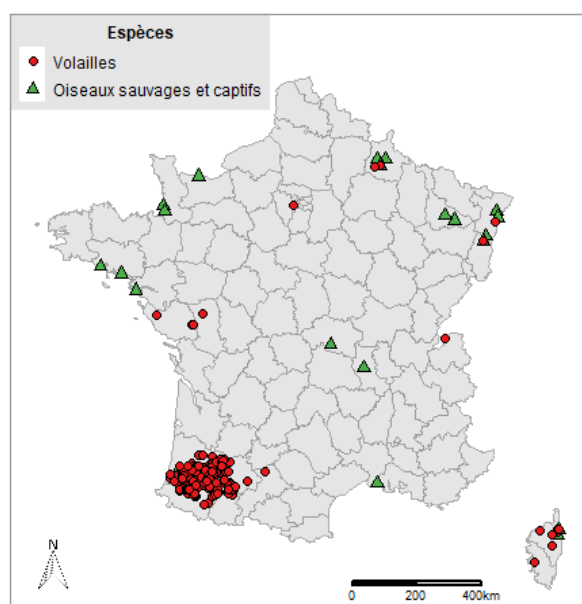 Espèces
Volailles
Oiseaux sauvages et captifs
N
0 200 400km